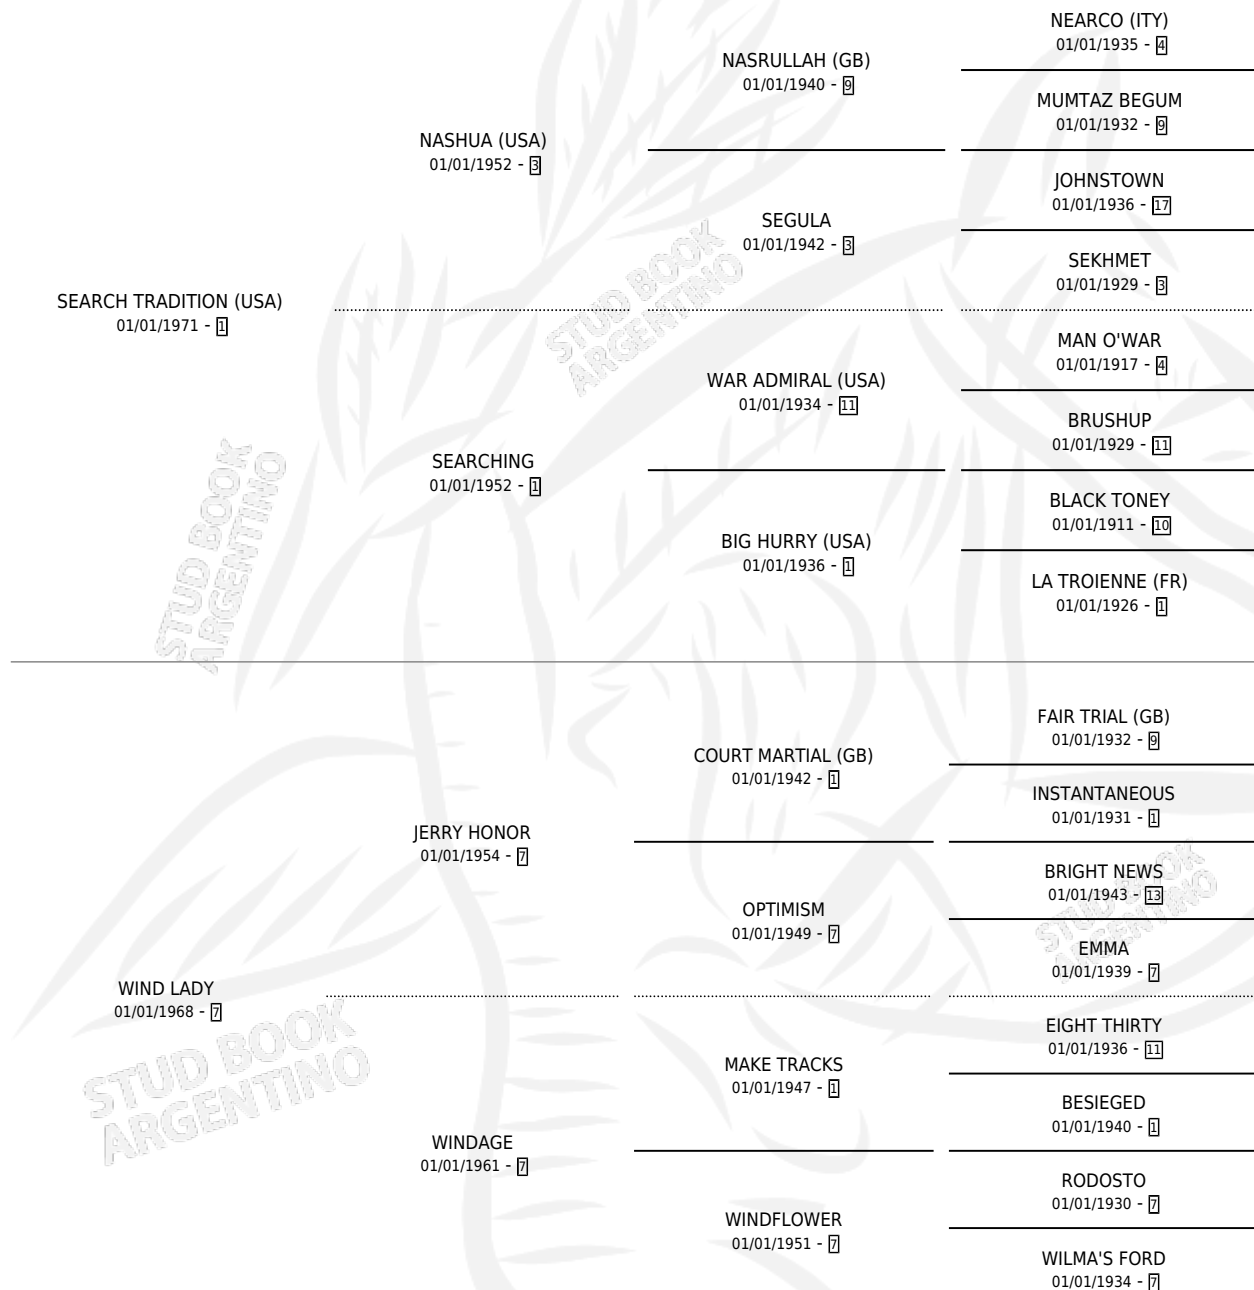 NEARCO (ITY)
01/01/1935 - 4
NASRULLAH (GB)
01/01/1940 - 9
MUMTAZ BEGUM
01/01/1932 - 9
NASHUA (USA)
01/01/1952 - 3
JOHNSTOWN
01/01/1936 - 17
SEGULA
01/01/1942 - 3
SEKHMET
01/01/1929 - 3
SEARCH TRADITION (USA)
01/01/1971 - 1
STUD BOOK
ARGENTINO
MAN O'WAR
01/01/1917 - 4
WAR ADMIRAL (USA)
01/01/1934 - 11
BRUSHUP
01/01/1929 - 11
SEARCHING
01/01/1952 - 1
BLACK TONEY
01/01/1911 - 10
BIG HURRY (USA)
01/01/1936 - 1
LA TROIENNE (FR)
01/01/1926 - 1
STUD BOOK
ARGENTINO
FAIR TRIAL (GB)
01/01/1932 - 9
COURT MARTIAL (GB)
01/01/1942 - 1
INSTANTANEOUS
01/01/1931 - 1
JERRY HONOR
01/01/1954 - 7
BRIGHT NEWS
01/01/1943 - 13
OPTIMISM
01/01/1949 - 7
EMMA
01/01/1939 - 7
STUD BOOK
ARGENTINO
WIND LADY
01/01/1968 - 7
EIGHT THIRTY
01/01/1936 - 11
MAKE TRACKS
01/01/1947 - 1
BESIEGED
01/01/1940 - 1
STUD BOOK
ARGENTINO
WINDAGE
01/01/1961 - 7
RODOSTO
01/01/1930 - 7
WINDFLOWER
01/01/1951 - 7
WILMA'S FORD
01/01/1934 - 7